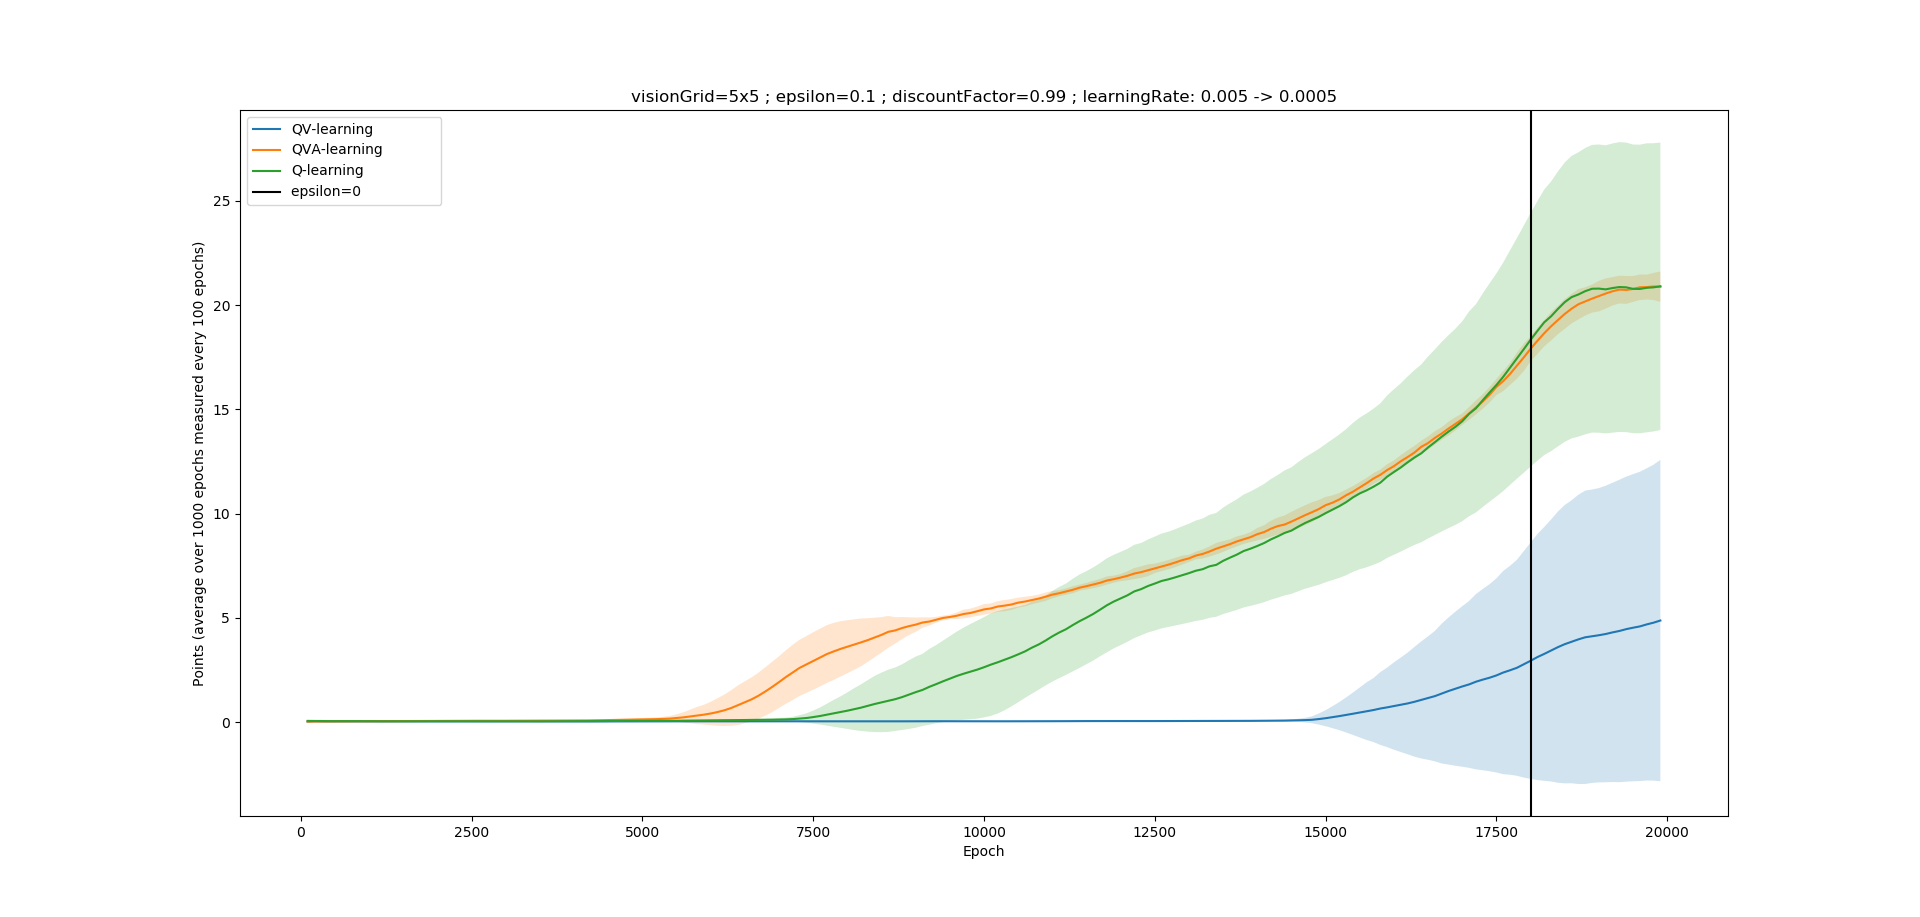 visionGrid=5x5 ; epsilon=0.1 ; discountFactor=0.99 ; learningRate: 0.005 -> 0.0005
QV-learning
QVA-learning
Q-learning
epsilon=0
Points (average over 1000 epochs measured every 100 epochs)
25
20
15
10
5
0
0 2500 5000 7500 10000 12500 15000 17500 20000
Epoch